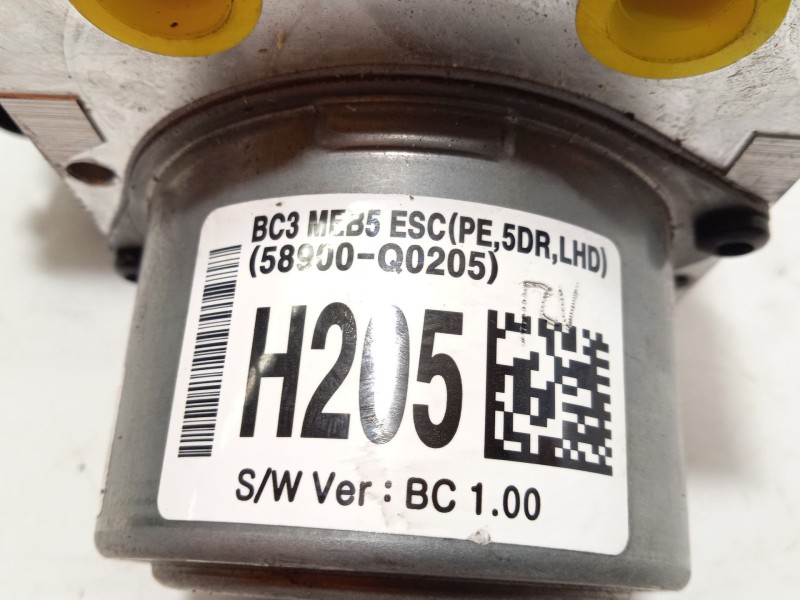 BC3 MEB5 ESC(PE,5DR,LHD)
(58900-Q0205)
H205
S/W Ver : BC 1.00